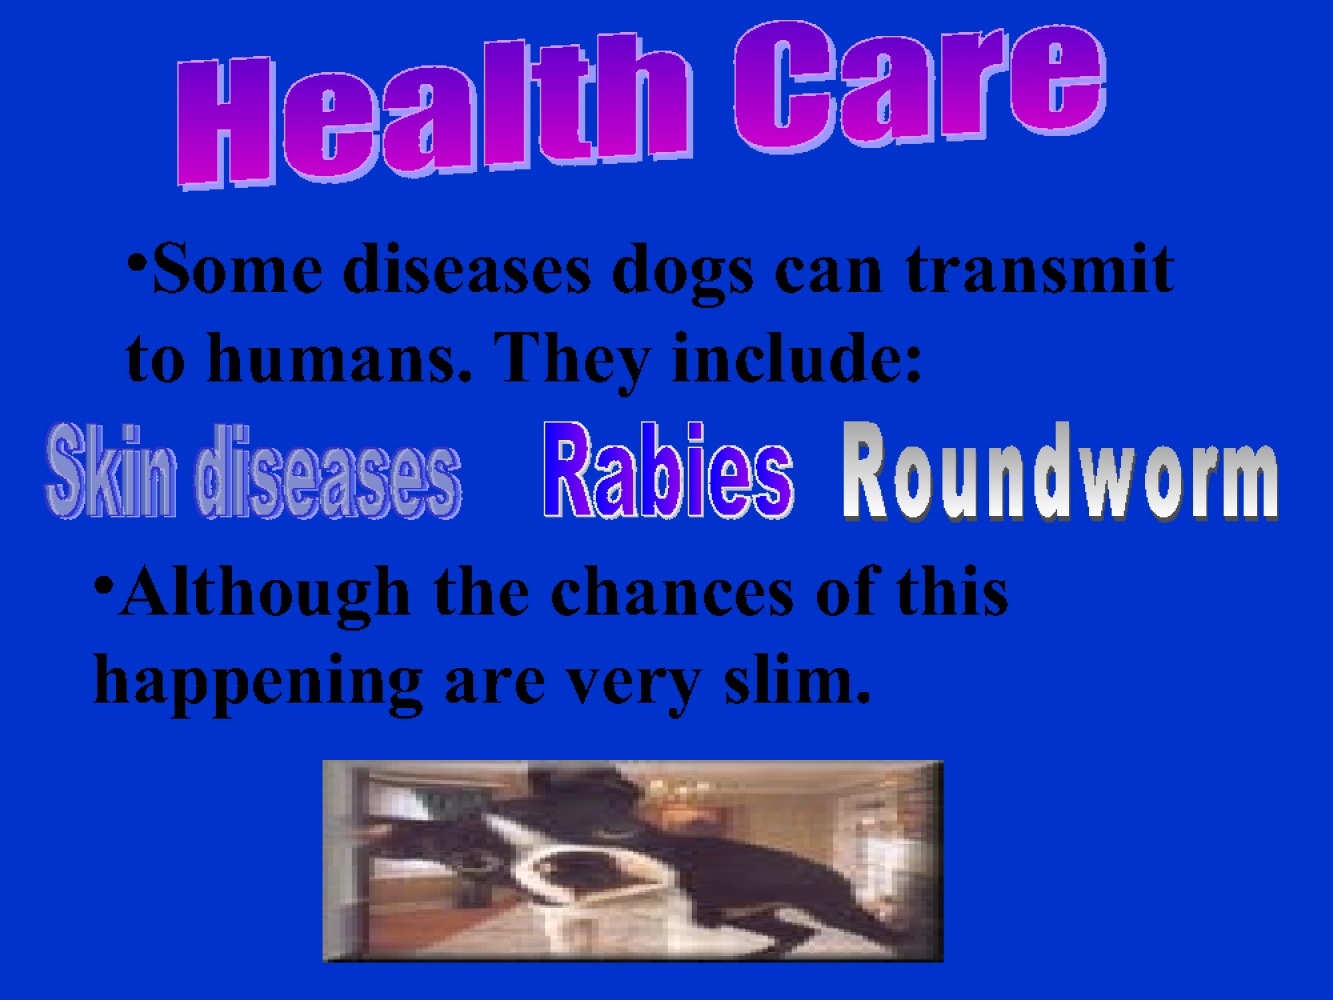 Health Care
•Some diseases dogs can transmit
to humans. They include:
Skin diseases Rabies Roundworm
•Although the chances of this
happening are very slim.